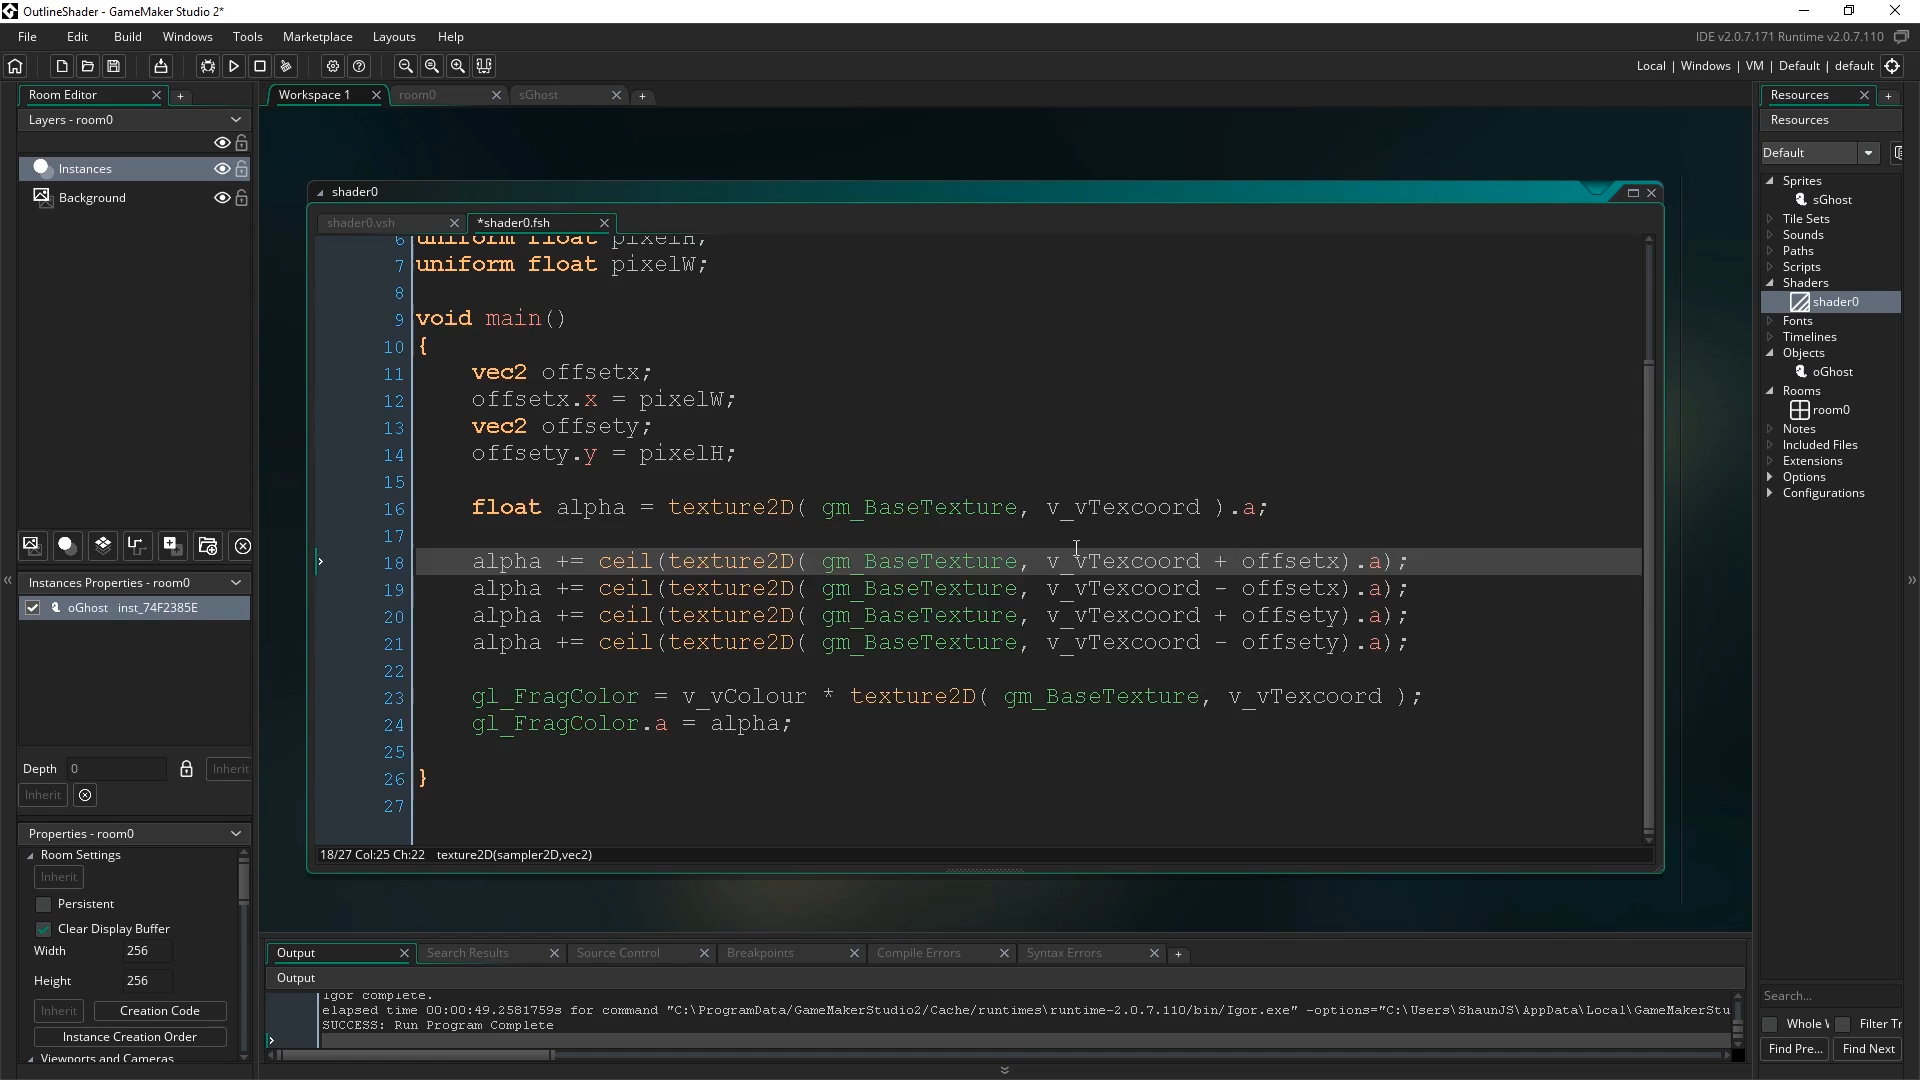 OutlineShader - GameMaker Studio 2*
File Edit Build Windows Tools Marketplace Layouts Help
IDE v2.0.7.171 Runtime v2.0.7.110
Local | Windows | VM | Default | default
Room Editor
Layers - room0
Instances
Background
Instances Properties - room0
oGhost inst_74F2385E
Depth 0 Inherit
Inherit
Properties - room0
Room Settings
Inherit
Persistent
Clear Display Buffer
Width 256
Height 256
Inherit Creation Code
Instance Creation Order
Viewports and Cameras
Workspace 1 room0 sGhost
shader0
shader0.vsh *shader0.fsh
6 uniform float pixelH;
7 uniform float pixelW;
8
9 void main()
10 {
11 vec2 offsetx;
12 offsetx.x = pixelW;
13 vec2 offsety;
14 offsety.y = pixelH;
15
16 float alpha = texture2D( gm_BaseTexture, v_vTexcoord ).a;
17
18 alpha += ceil(texture2D( gm_BaseTexture, v_vTexcoord + offsetx).a);
19 alpha += ceil(texture2D( gm_BaseTexture, v_vTexcoord - offsetx).a);
20 alpha += ceil(texture2D( gm_BaseTexture, v_vTexcoord + offsety).a);
21 alpha += ceil(texture2D( gm_BaseTexture, v_vTexcoord - offsety).a);
22
23 gl_FragColor = v_vColour * texture2D( gm_BaseTexture, v_vTexcoord );
24 gl_FragColor.a = alpha;
25
26 }
27
18/27 Col:25 Ch:22 texture2D(sampler2D,vec2)
Output Search Results Source Control Breakpoints Compile Errors Syntax Errors
Output
Igor complete.
elapsed time 00:00:49.2581759s for command "C:\ProgramData/GameMakerStudio2/Cache/runtimes\runtime-2.0.7.110/bin/Igor.exe" -options="C:\Users\ShaunJS\AppData\Local\GameMakerStu
SUCCESS: Run Program Complete
Resources
Resources
Default
Sprites
sGhost
Tile Sets
Sounds
Paths
Scripts
Shaders
shader0
Fonts
Timelines
Objects
oGhost
Rooms
room0
Notes
Included Files
Extensions
Options
Configurations
Search...
Whole Filter Tr
Find Pre... Find Next